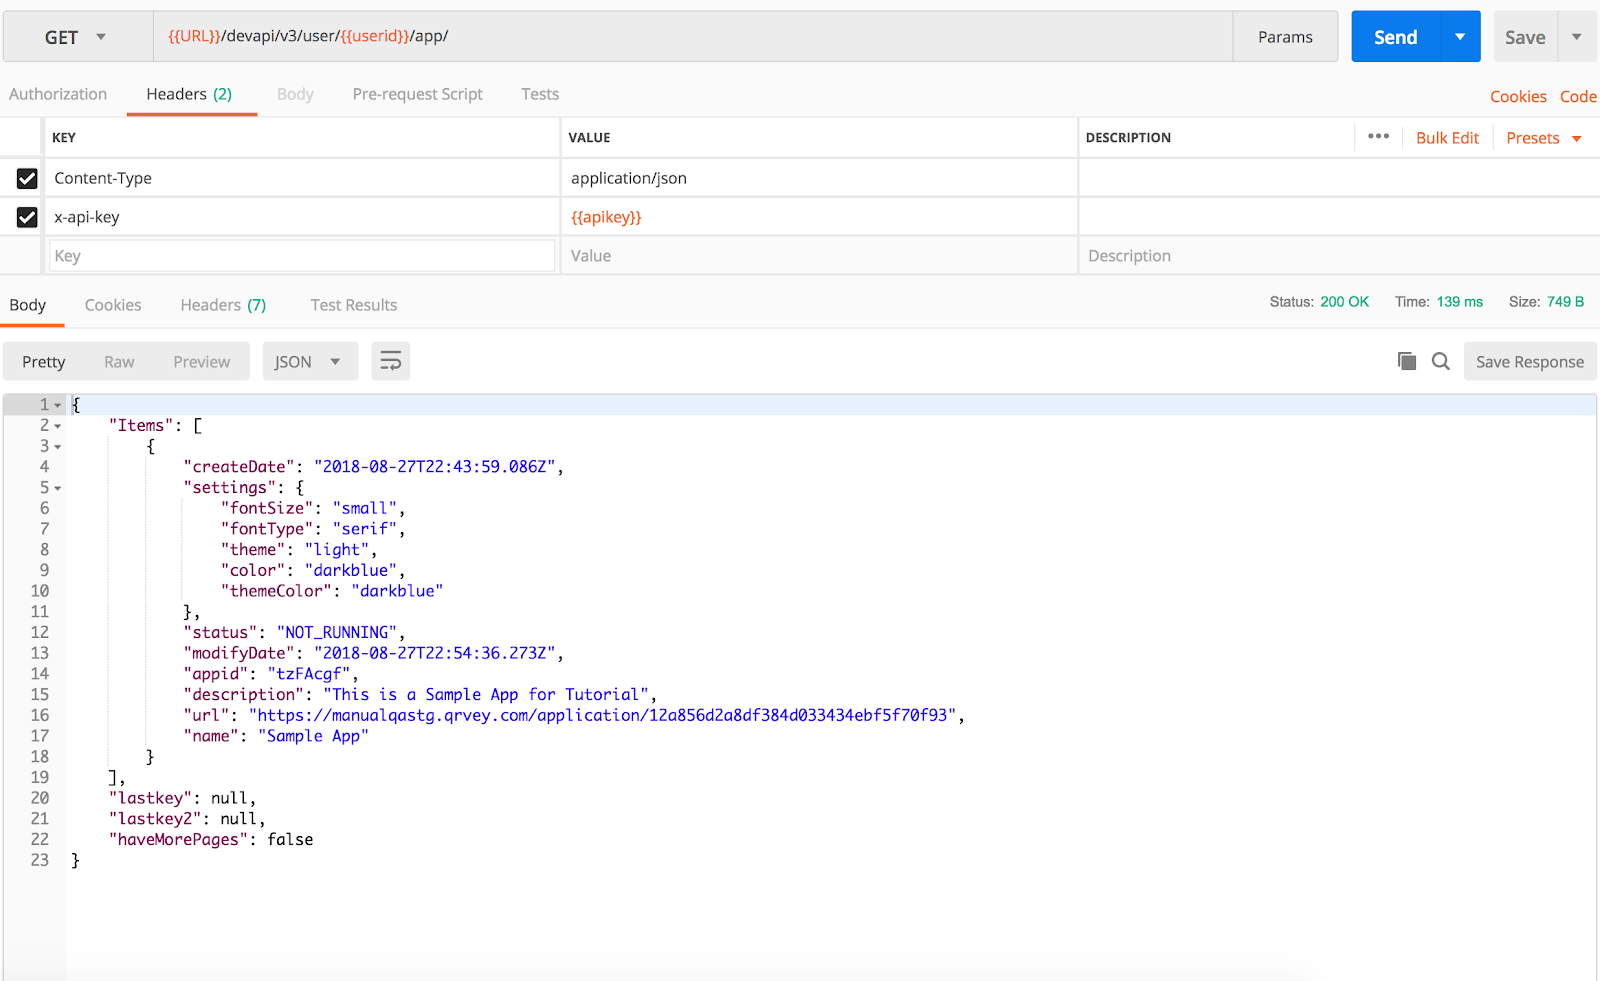 GET {{URL}}/devapi/v3/user/{{userid}}/app/ Params Send Save
Authorization Headers (2) Body Pre-request Script Tests Cookies Code
KEY VALUE DESCRIPTION ••• Bulk Edit Presets
Content-Type application/json
x-api-key {{apikey}}
Key Value Description
Body Cookies Headers (7) Test Results Status: 200 OK Time: 139 ms Size: 749 B
Pretty Raw Preview JSON Save Response
1 {
2 "Items": [
3 {
4 "createDate": "2018-08-27T22:43:59.086Z",
5 "settings": {
6 "fontSize": "small",
7 "fontType": "serif",
8 "theme": "light",
9 "color": "darkblue",
10 "themeColor": "darkblue"
11 },
12 "status": "NOT_RUNNING",
13 "modifyDate": "2018-08-27T22:54:36.273Z",
14 "appid": "tzFAcgf",
15 "description": "This is a Sample App for Tutorial",
16 "url": "https://manualqastg.qrvey.com/application/12a856d2a8df384d033434ebf5f70f93",
17 "name": "Sample App"
18 }
19 ],
20 "lastkey": null,
21 "lastkey2": null,
22 "haveMorePages": false
23 }